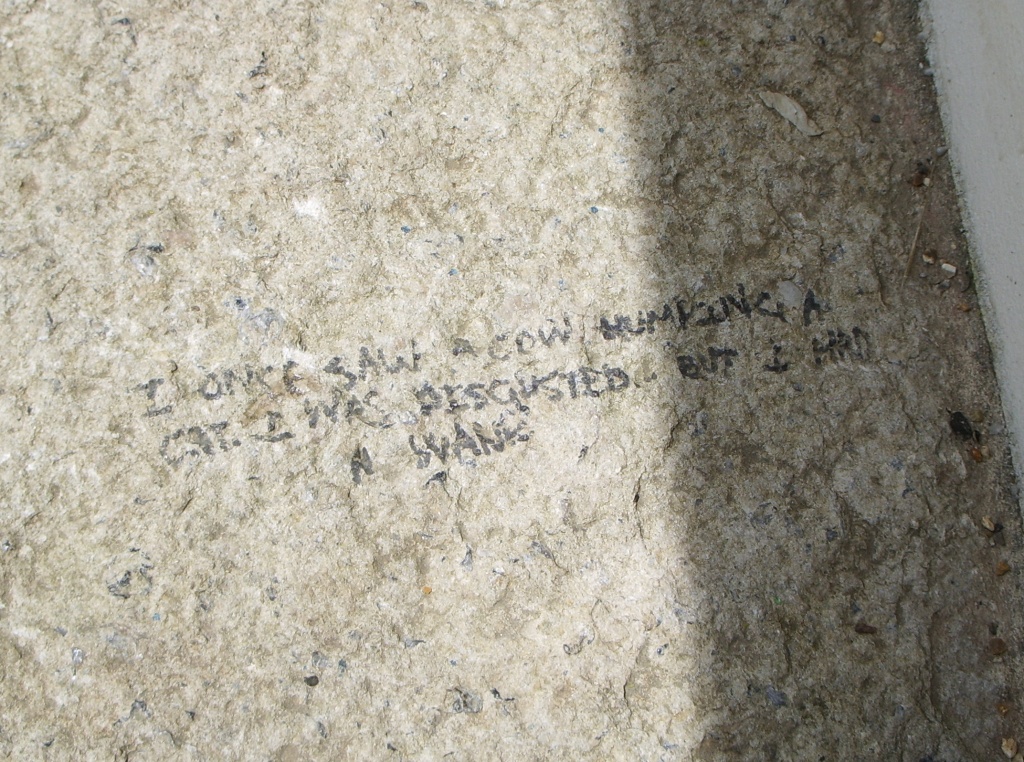 I ONCE SAW A COW HUMPING A
CAT. I WAS DISGUSTED.. BUT I HAD
A WANK